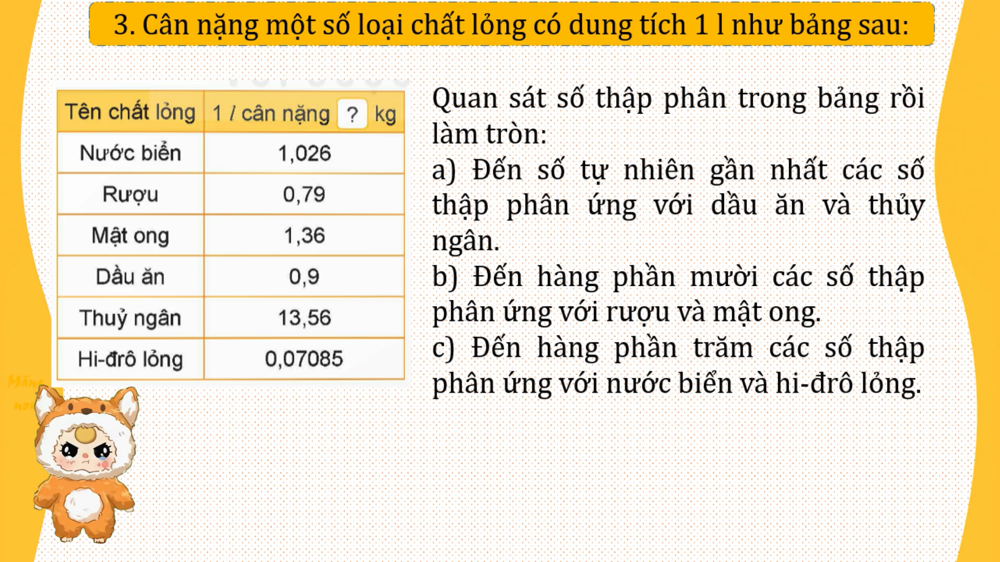 3. Cân nặng một số loại chất lỏng có dung tích 1 l như bảng sau:
Tên chất lỏng 1 l cân nặng ? kg
Nước biển 1,026
Rượu 0,79
Mật ong 1,36
Dầu ăn 0,9
Thuỷ ngân 13,56
Hi-đrô lỏng 0,07085
Quan sát số thập phân trong bảng rồi
làm tròn:
a) Đến số tự nhiên gần nhất các số
thập phân ứng với dầu ăn và thủy
ngân.
b) Đến hàng phần mười các số thập
phân ứng với rượu và mật ong.
c) Đến hàng phần trăm các số thập
phân ứng với nước biển và hi-đrô lỏng.
Măng
non